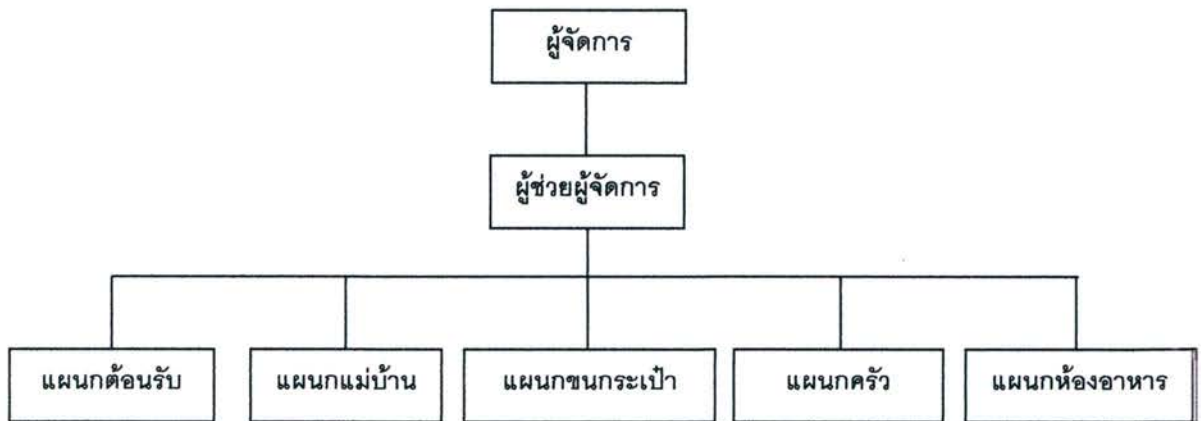 ผู้จัดการ
ผู้ช่วยผู้จัดการ
แผนกต้อนรับ
แผนกแม่บ้าน
แผนกขนกระเป๋า
แผนกครัว
แผนกห้องอาหาร